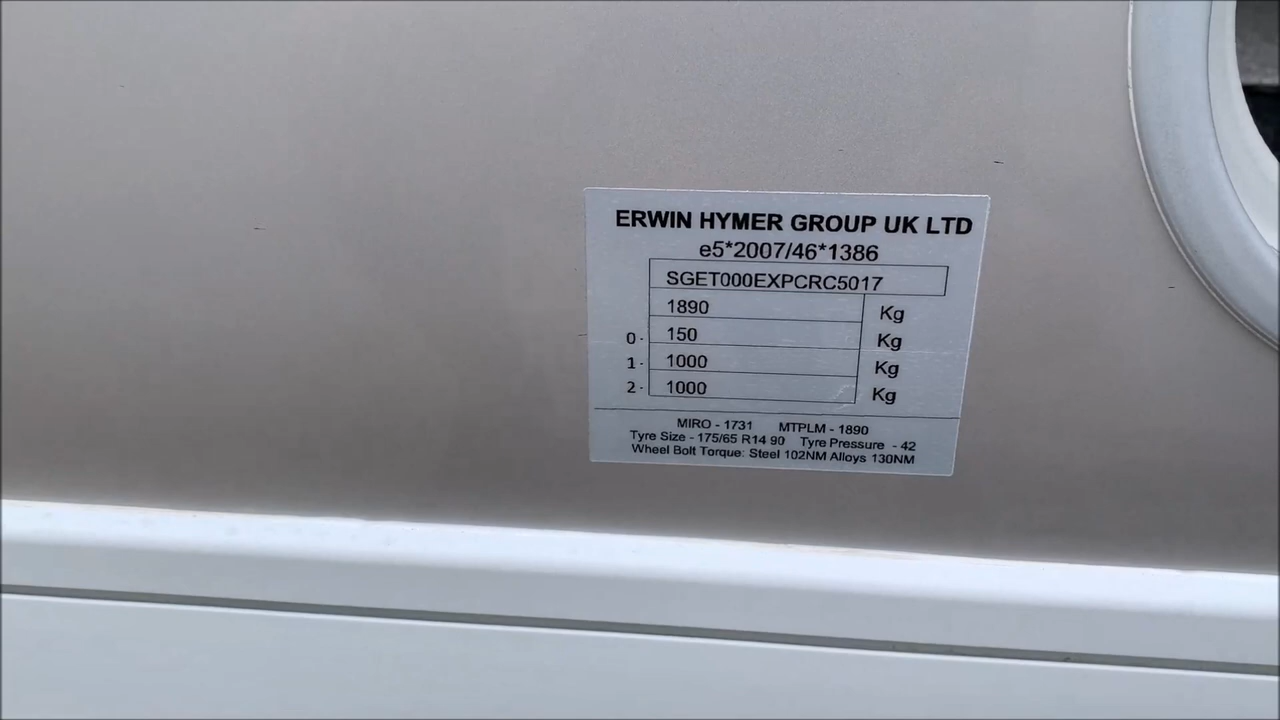 ERWIN HYMER GROUP UK LTD
e5*2007/46*1386
SGET000EXPCRC5017
1890 Kg
0- 150 Kg
1- 1000 Kg
2- 1000 Kg
MIRO - 1731 MTPLM - 1890
Tyre Size - 175/65 R14 90 Tyre Pressure - 42
Wheel Bolt Torque: Steel 102NM Alloys 130NM